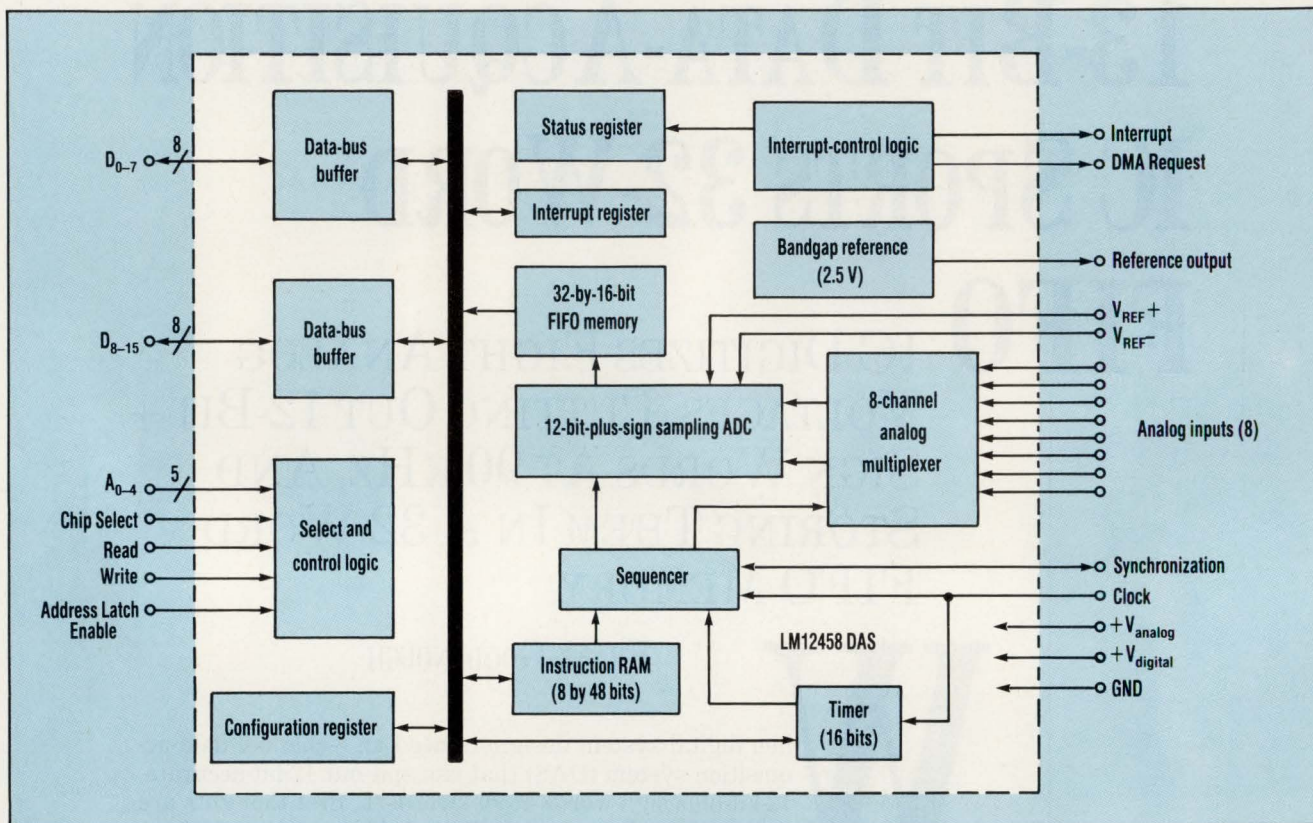 D0–7
8
Data-bus
buffer
Status register
Interrupt-control logic
Interrupt
DMA Request
Interrupt register
Bandgap reference
(2.5 V)
Reference output
D8–15
8
Data-bus
buffer
32-by-16-bit
FIFO memory
VREF+
VREF–
12-bit-plus-sign sampling ADC
8-channel
analog
multiplexer
Analog inputs (8)
A0–4
5
Chip Select
Read
Write
Address Latch
Enable
Select and
control logic
Sequencer
Synchronization
Clock
+Vanalog
+Vdigital
GND
LM12458 DAS
Instruction RAM
(8 by 48 bits)
Configuration register
Timer
(16 bits)